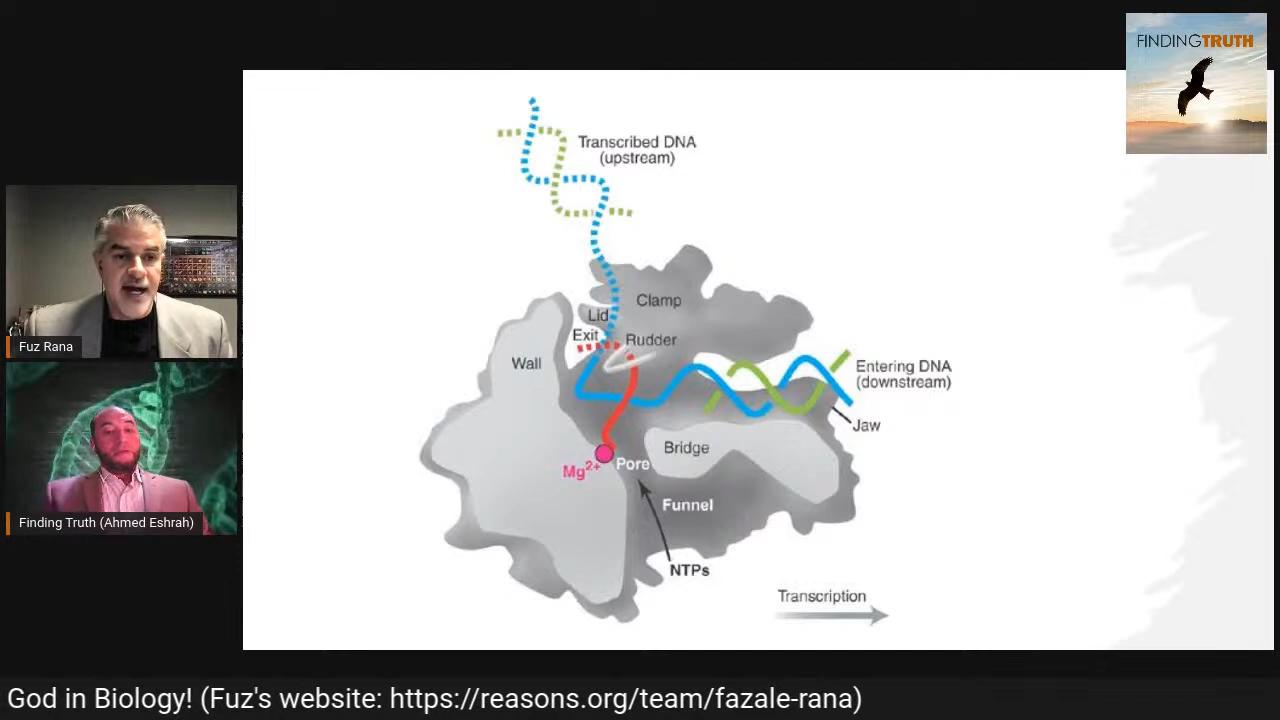 FINDINGTRUTH
Transcribed DNA
(upstream)
Clamp
Lid
Exit
Rudder
Wall
Entering DNA
(downstream)
Jaw
Bridge
Mg2+
Pore
Funnel
NTPs
Transcription
Fuz Rana
Finding Truth (Ahmed Eshrah)
God in Biology! (Fuz's website: https://reasons.org/team/fazale-rana)